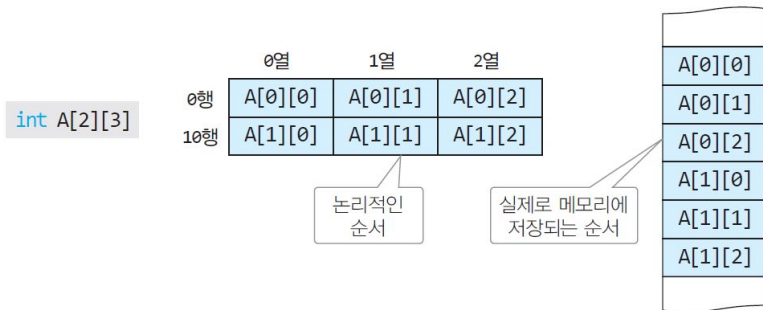 int A[2][3]
0열 1열 2열
0행 A[0][0] A[0][1] A[0][2]
10행 A[1][0] A[1][1] A[1][2]
논리적인
순서
실제로 메모리에
저장되는 순서
A[0][0]
A[0][1]
A[0][2]
A[1][0]
A[1][1]
A[1][2]